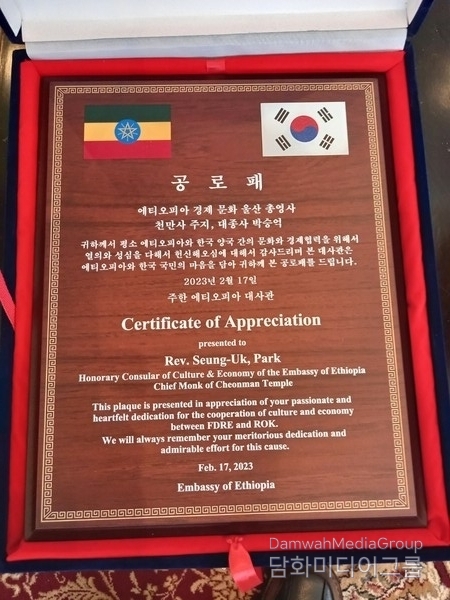 공 로 패
에티오피아 경제 문화 울산 총영사
천만사 주지, 대종사 박승억
귀하께서 평소 에티오피아와 한국 양국 간의 문화와 경제협력을 위해서
열의와 성심을 다해서 헌신해오심에 대해서 감사드리며 본 대사관은
에티오피아와 한국 국민의 마음을 담아 귀하께 본 공로패를 드립니다.
2023년 2월 17일
주한 에티오피아 대사관
Certificate of Appreciation
presented to
Rev. Seung-Uk, Park
Honorary Consular of Culture & Economy of the Embassy of Ethiopia
Chief Monk of Cheonman Temple
This plaque is presented in appreciation of your passionate and
heartfelt dedication for the cooperation of culture and economy
between FDRE and ROK.
We will always remember your meritorious dedication and
admirable effort for this cause.
Feb. 17, 2023
Embassy of Ethiopia
DamwahMediaGroup
담화미디어그룹